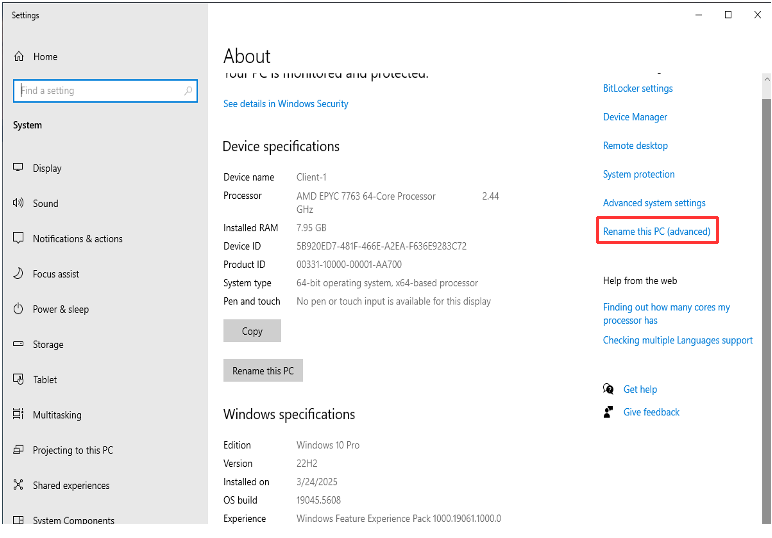 Settings
Home
Find a setting
System
Display
Sound
Notifications & actions
Focus assist
Power & sleep
Storage
Tablet
Multitasking
Projecting to this PC
Shared experiences
System Components
About
Your PC is monitored and protected.
See details in Windows Security
Device specifications
Device name Client-1
Processor AMD EPYC 7763 64-Core Processor 2.44
GHz
Installed RAM 7.95 GB
Device ID 5B920ED7-481F-466E-A2EA-F636E9283C72
Product ID 00331-10000-00001-AA700
System type 64-bit operating system, x64-based processor
Pen and touch No pen or touch input is available for this display
Copy
Rename this PC
Windows specifications
Edition Windows 10 Pro
Version 22H2
Installed on 3/24/2025
OS build 19045.5608
Experience Windows Feature Experience Pack 1000.19061.1000.0
BitLocker settings
Device Manager
Remote desktop
System protection
Advanced system settings
Rename this PC (advanced)
Help from the web
Finding out how many cores my
processor has
Checking multiple Languages support
Get help
Give feedback